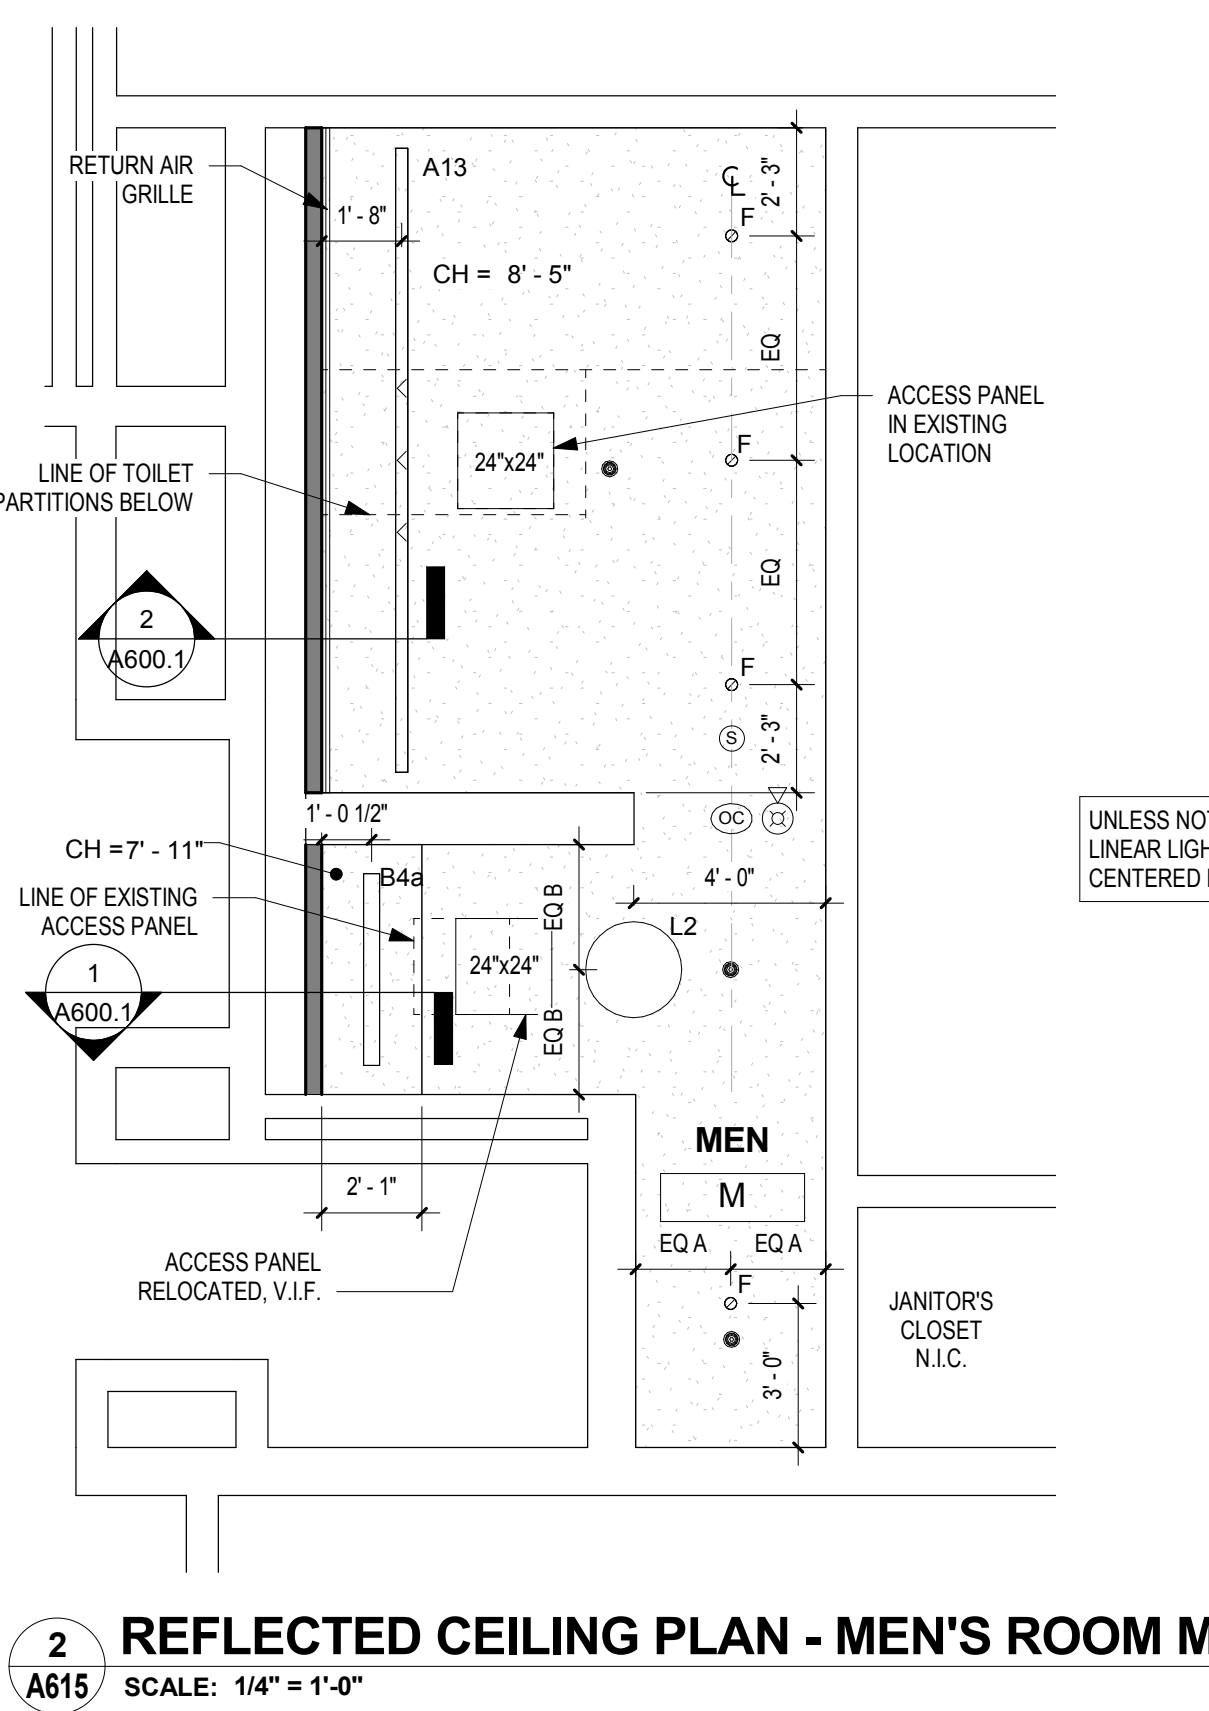 RETURN AIR
GRILLE
A13
2' - 3"
CL
F
1' - 8"
CH = 8' - 5"
EQ
ACCESS PANEL
IN EXISTING
LOCATION
F
24"x24"
LINE OF TOILET
PARTITIONS BELOW
EQ
2
A600.1
F
S
2' - 3"
1' - 0 1/2"
OC
UNLESS NOT
LINEAR LIGH
CENTERED
CH =7' - 11"
B4a
4' - 0"
LINE OF EXISTING
ACCESS PANEL
EQ B
L2
24"x24"
1
A600.1
EQ B
MEN
M
2' - 1"
EQ A
EQ A
ACCESS PANEL
RELOCATED, V.I.F.
F
JANITOR'S
CLOSET
N.I.C.
3' - 0"
2
A615
REFLECTED CEILING PLAN - MEN'S ROOM M
SCALE: 1/4" = 1'-0"